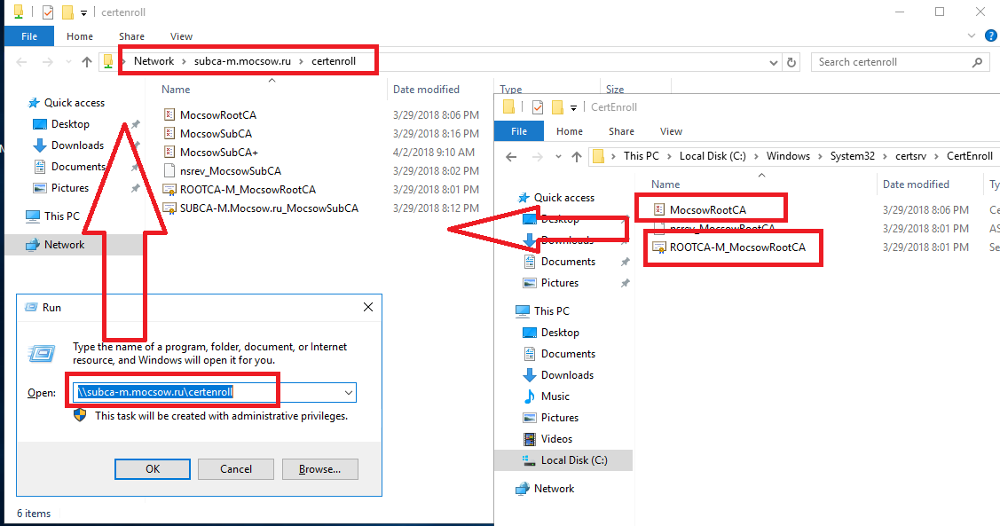 certenroll
File Home Share View
Network > subca-m.mocsow.ru > certenroll
Search certenroll
Quick access
Desktop
Downloads
Documents
Pictures
This PC
Network
Name Date modified Type Size
MocsowRootCA 3/29/2018 8:06 PM
MocsowSubCA 3/29/2018 8:16 PM
MocsowSubCA+ 4/2/2018 9:10 AM
nsrev_MocsowSubCA 3/29/2018 8:02 PM
ROOTCA-M_MocsowRootCA 3/29/2018 8:01 PM
SUBCA-M.Mocsow.ru_MocsowSubCA 3/29/2018 8:12 PM
6 items
Run
Type the name of a program, folder, document, or Internet
resource, and Windows will open it for you.
Open: \\subca-m.mocsow.ru\certenroll
This task will be created with administrative privileges.
OK Cancel Browse...
CertEnroll
File Home Share View
> This PC > Local Disk (C:) > Windows > System32 > certsrv > CertEnroll
Quick access
Desktop
Downloads
Documents
Pictures
This PC
Desktop
Documents
Downloads
Music
Pictures
Videos
Local Disk (C:)
Network
Name Date modified Ty
MocsowRootCA 3/29/2018 8:06 PM Ce
nsrev_MocsowRootCA 3/29/2018 8:01 PM AS
ROOTCA-M_MocsowRootCA 3/29/2018 8:01 PM Se